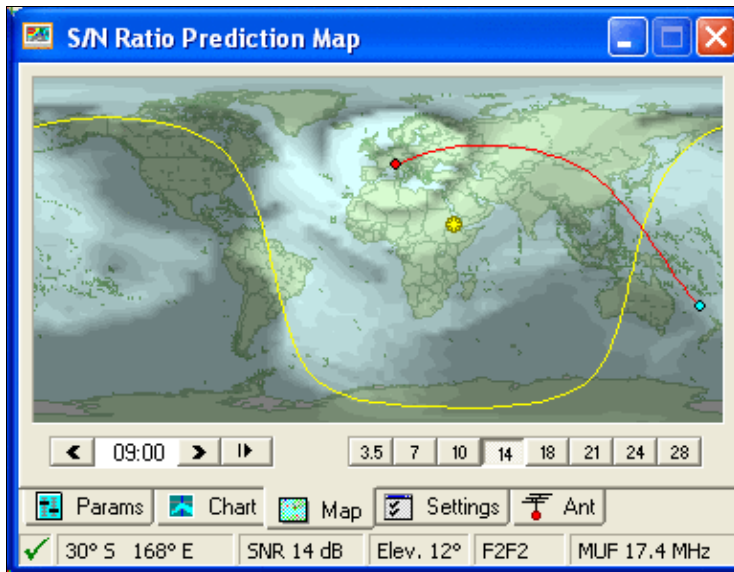 S/N Ratio Prediction Map
09:00 3.5 7 10 14 18 21 24 28
Params Chart Map Settings Ant
30° S 168° E SNR 14 dB Elev. 12° F2F2 MUF 17.4 MHz